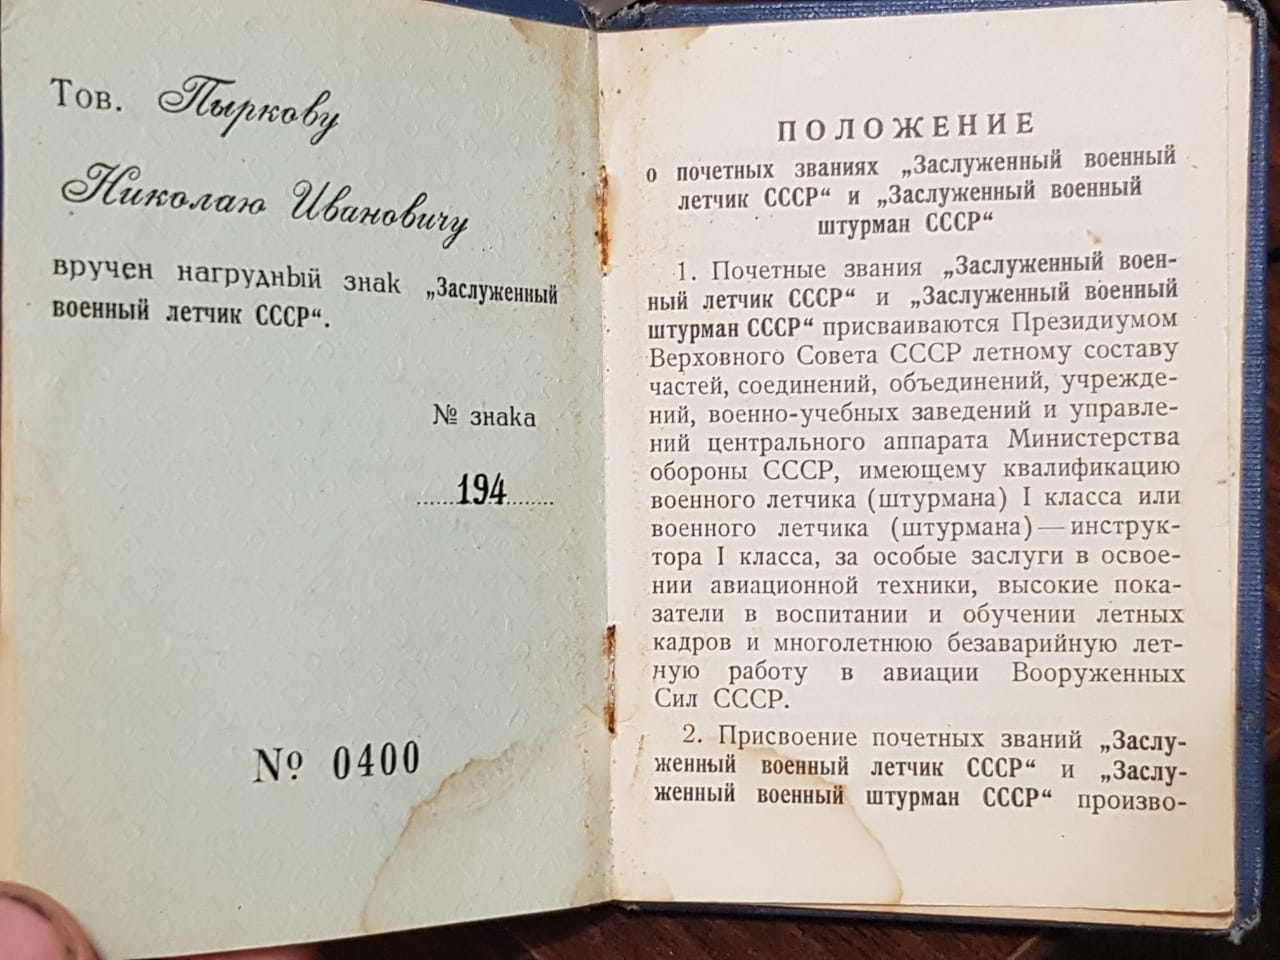 Тов. Пыркову
Николаю Ивановичу
вручен нагрудный знак „Заслуженный
военный летчик СССР“.
№ знака
194
№ 0400
ПОЛОЖЕНИЕ
о почетных званиях „Заслуженный военный
летчик СССР“ и „Заслуженный военный
штурман СССР“
1. Почетные звания „Заслуженный воен-
ный летчик СССР“ и „Заслуженный военный
штурман СССР“ присваиваются Президиумом
Верховного Совета СССР летному составу
частей, соединений, объединений, учрежде-
ний, военно-учебных заведений и управле-
ний центрального аппарата Министерства
обороны СССР, имеющему квалификацию
военного летчика (штурмана) I класса или
военного летчика (штурмана) — инструк-
тора I класса, за особые заслуги в освое-
нии авиационной техники, высокие пока-
затели в воспитании и обучении летных
кадров и многолетнюю безаварийную лет-
ную работу в авиации Вооруженных
Сил СССР.
2. Присвоение почетных званий „Заслу-
женный военный летчик СССР“ и „Заслу-
женный военный штурман СССР“ произво-